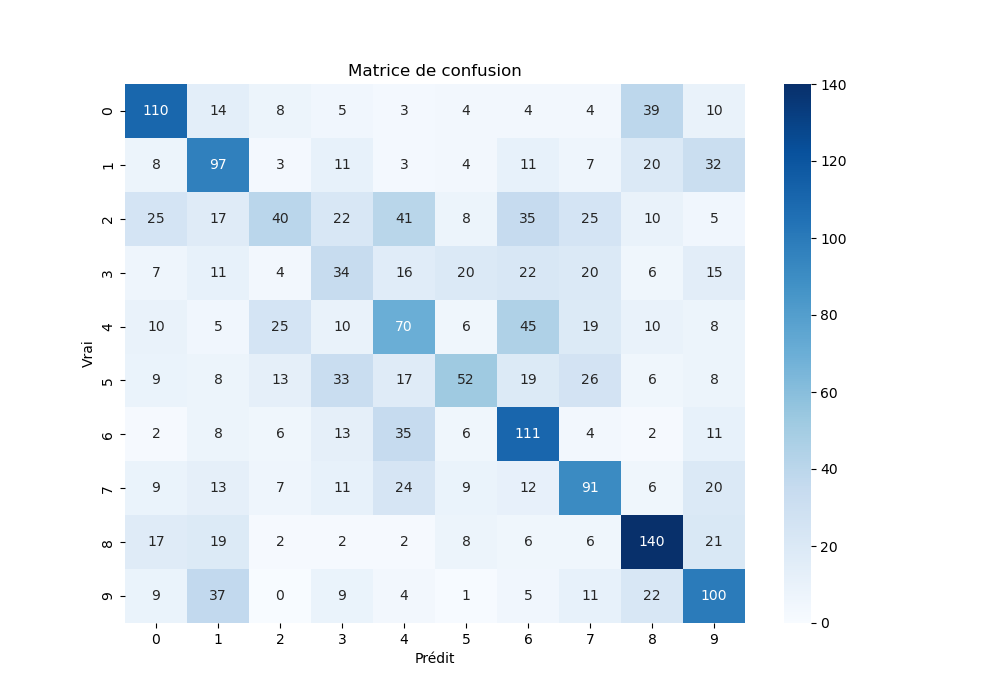 Matrice de confusion
0 110 14 8 5 3 4 4 4 39 10
1 8 97 3 11 3 4 11 7 20 32
2 25 17 40 22 41 8 35 25 10 5
3 7 11 4 34 16 20 22 20 6 15
4 10 5 25 10 70 6 45 19 10 8
5 9 8 13 33 17 52 19 26 6 8
6 2 8 6 13 35 6 111 4 2 11
7 9 13 7 11 24 9 12 91 6 20
8 17 19 2 2 2 8 6 6 140 21
9 9 37 0 9 4 1 5 11 22 100
0 1 2 3 4 5 6 7 8 9
Prédit
Vrai
140
120
100
80
60
40
20
0